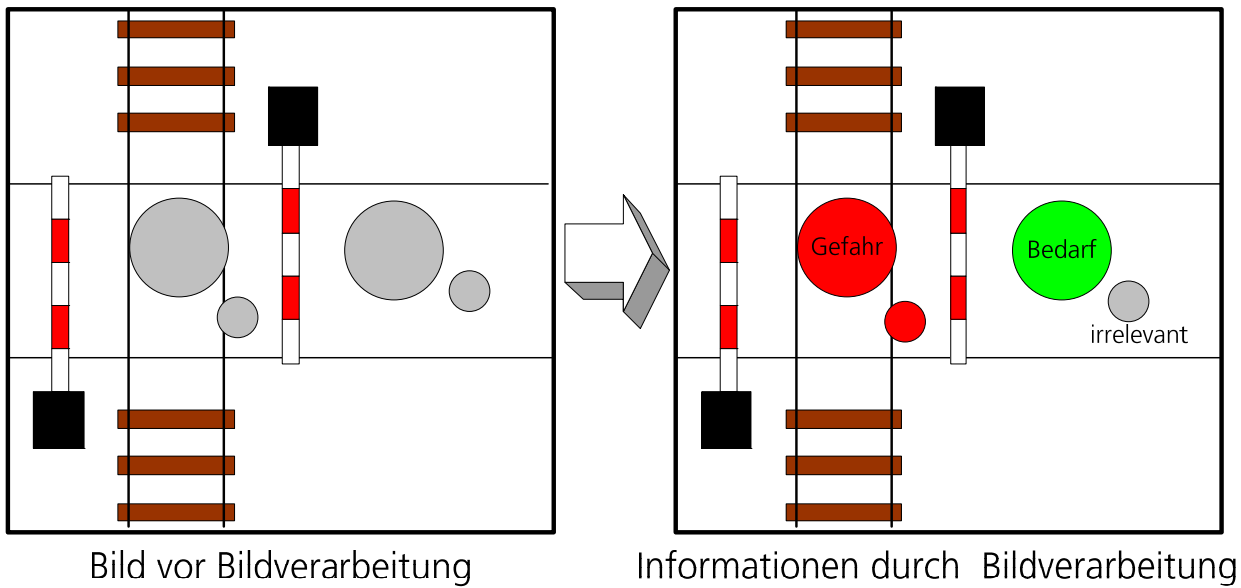 Gefahr
Bedarf
irrelevant
Bild vor Bildverarbeitung
Informationen durch Bildverarbeitung